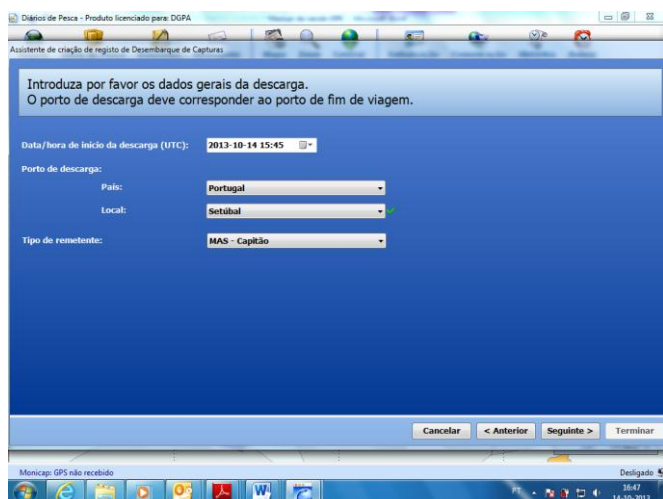 Diários de Pesca - Produto licenciado para: DGPA
Assistente de criação de registo de Desembarque de Capturas
Introduza por favor os dados gerais da descarga.
O porto de descarga deve corresponder ao porto de fim de viagem.
Data/hora de início da descarga (UTC): 2013-10-14 15:45
Porto de descarga:
País: Portugal
Local: Setúbal
Tipo de remetente: MAS - Capitão
Cancelar < Anterior Seguinte > Terminar
Monicap: GPS não recebido Desligado
PT 16:47
14-10-2013